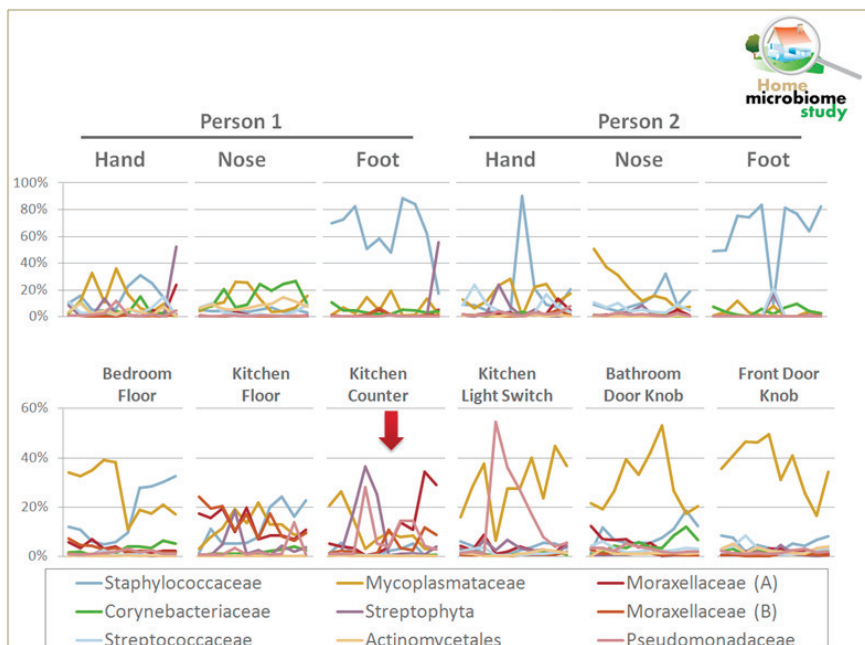 Home
microbiome
study
Person 1 Person 2
Hand Nose Foot Hand Nose Foot
100%
80%
60%
40%
20%
0%
Bedroom Kitchen Kitchen Kitchen Bathroom Front Door
Floor Floor Counter Light Switch Door Knob Knob
60%
40%
20%
0%
Staphylococcaceae Mycoplasmataceae Moraxellaceae (A)
Corynebacteriaceae Streptophyta Moraxellaceae (B)
Streptococcaceae Actinomycetales Pseudomonadaceae